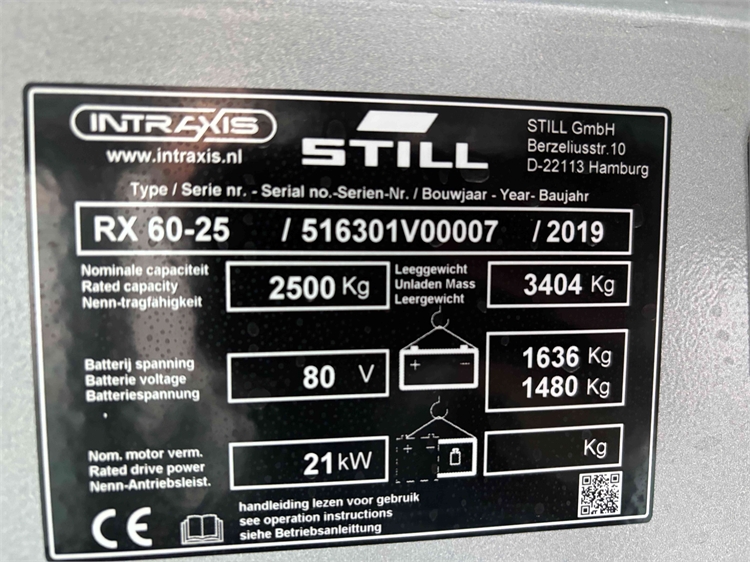 INTRAXIS
www.intraxis.nl
STILL
STILL GmbH
Berzeliusstr.10
D-22113 Hamburg
Type / Serie nr. - Serial no.-Serien-Nr. / Bouwjaar - Year- Baujahr
RX 60-25 / 516301V00007 / 2019
Nominale capaciteit
Rated capacity
Nenn-tragfähigkeit
2500 Kg
Leeggewicht
Unladen Mass
Leergewicht
3404 Kg
Batterij spanning
Batterie voltage
Batteriespannung
80 V
+ -
1636 Kg
1480 Kg
Nom. motor verm.
Rated drive power
Nenn-Antriebsleist.
21 kW
+ -
Kg
CE
handleiding lezen voor gebruik
see operation instructions
siehe Betriebsanleittung